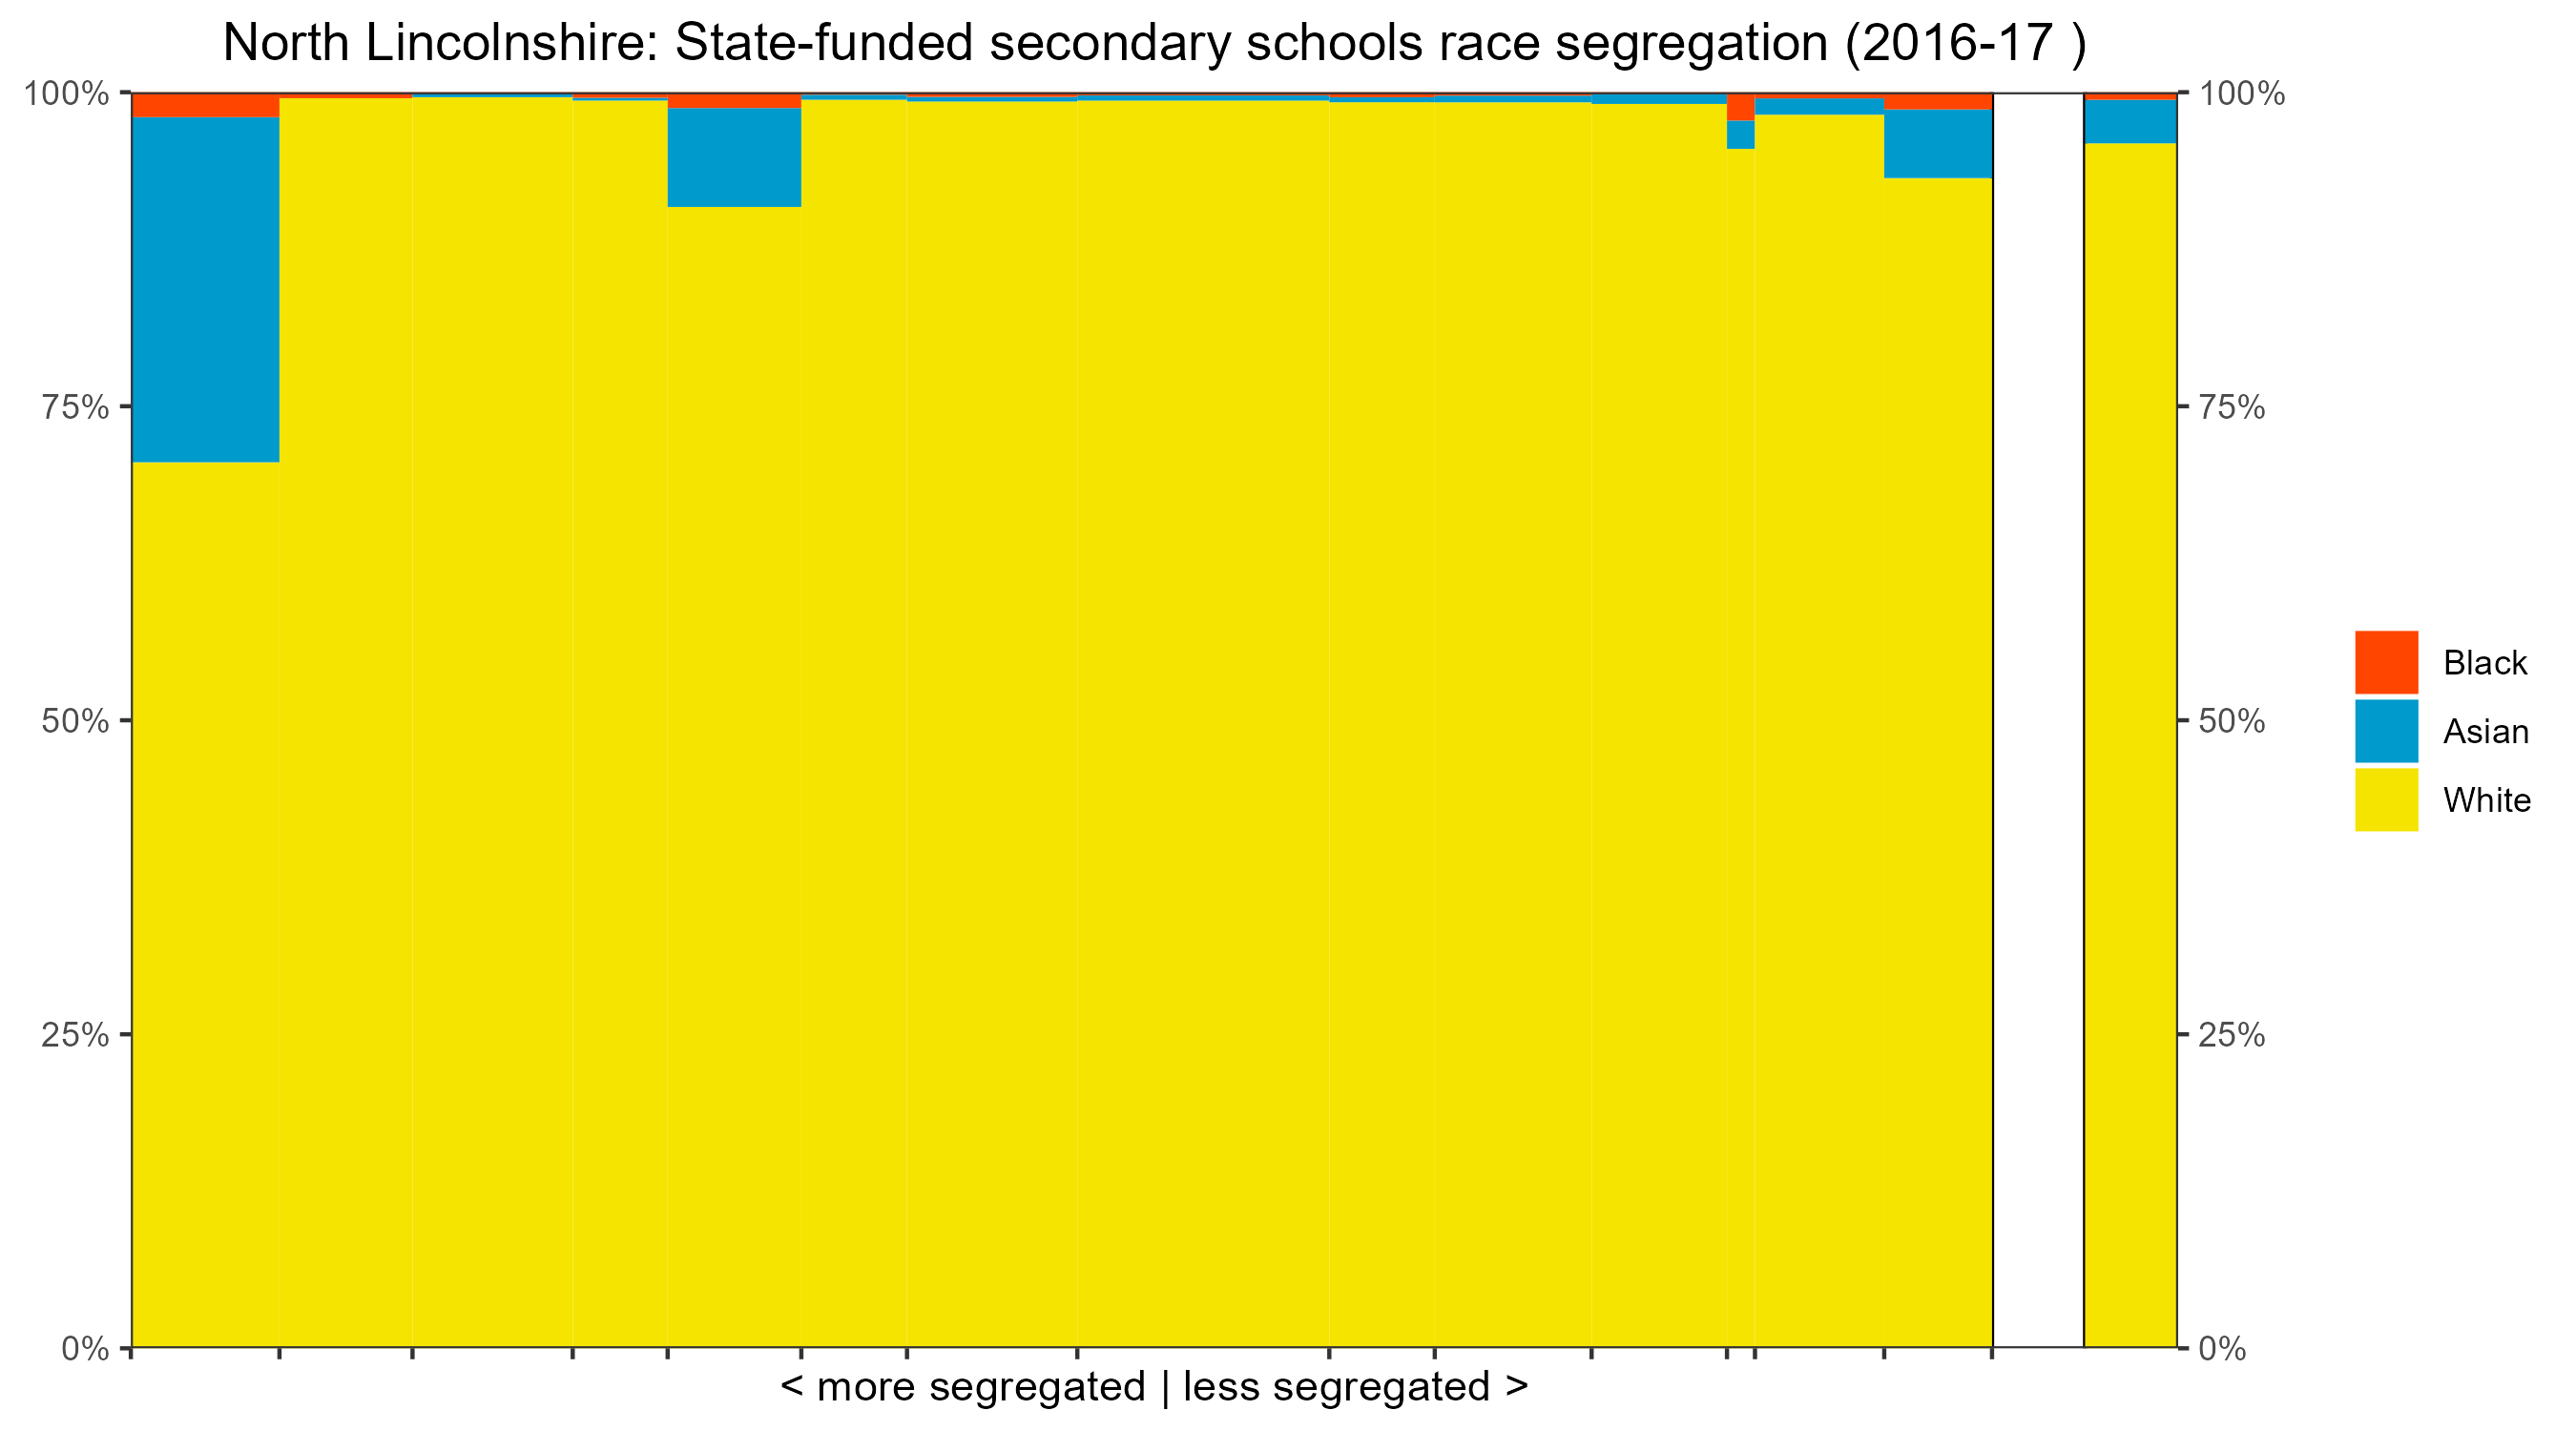 North Lincolnshire: State-funded secondary schools race segregation (2016-17 )
100%
75%
50%
25%
0%
100%
75%
50%
25%
0%
Black
Asian
White
< more segregated | less segregated >